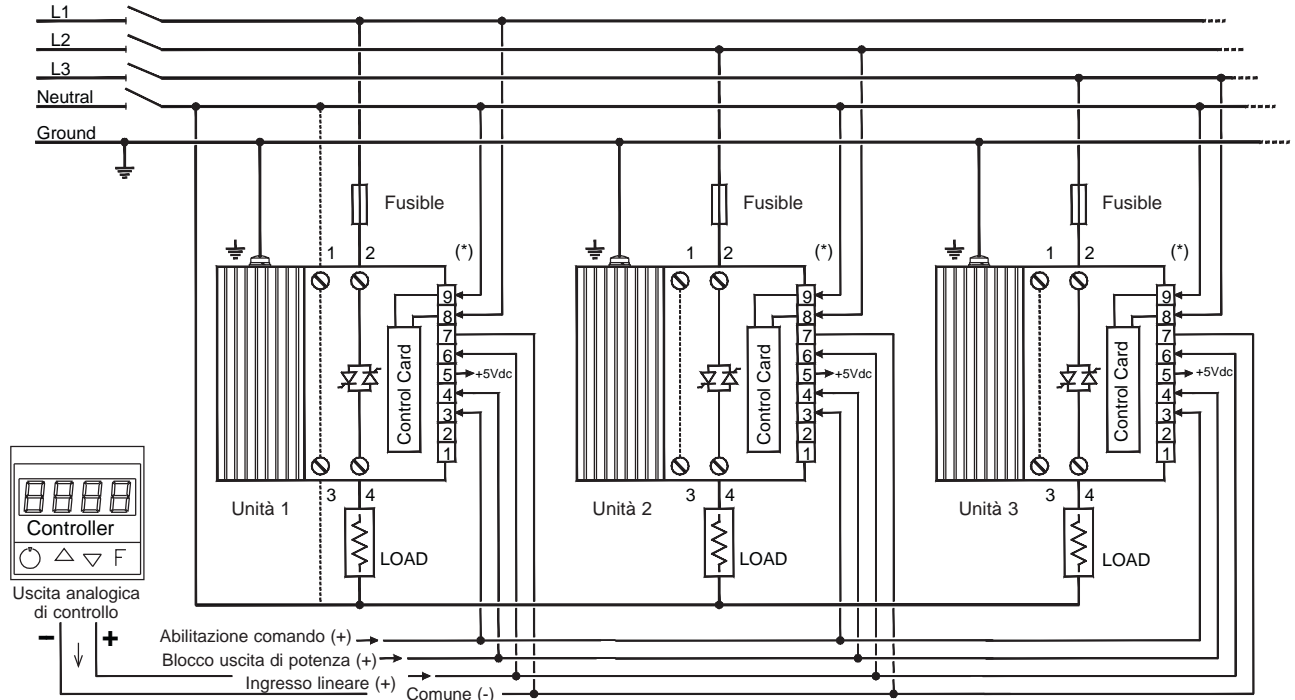 L1
L2
L3
Neutral
Ground
Fusible
Fusible
Fusible
1 2 (*)
1 2 (*)
1 2 (*)
9
8
7
6
5
4
3
2
1
Control Card
+5Vdc
9
8
7
6
5
4
3
2
1
Control Card
+5Vdc
9
8
7
6
5
4
3
2
1
Control Card
+5Vdc
3 4
3 4
3 4
Unità 1
Unità 2
Unità 3
LOAD
LOAD
LOAD
8888
Controller
F
Uscita analogica
di controllo
− +
Abilitazione comando (+)
Blocco uscita di potenza (+)
Ingresso lineare (+)
Comune (-)